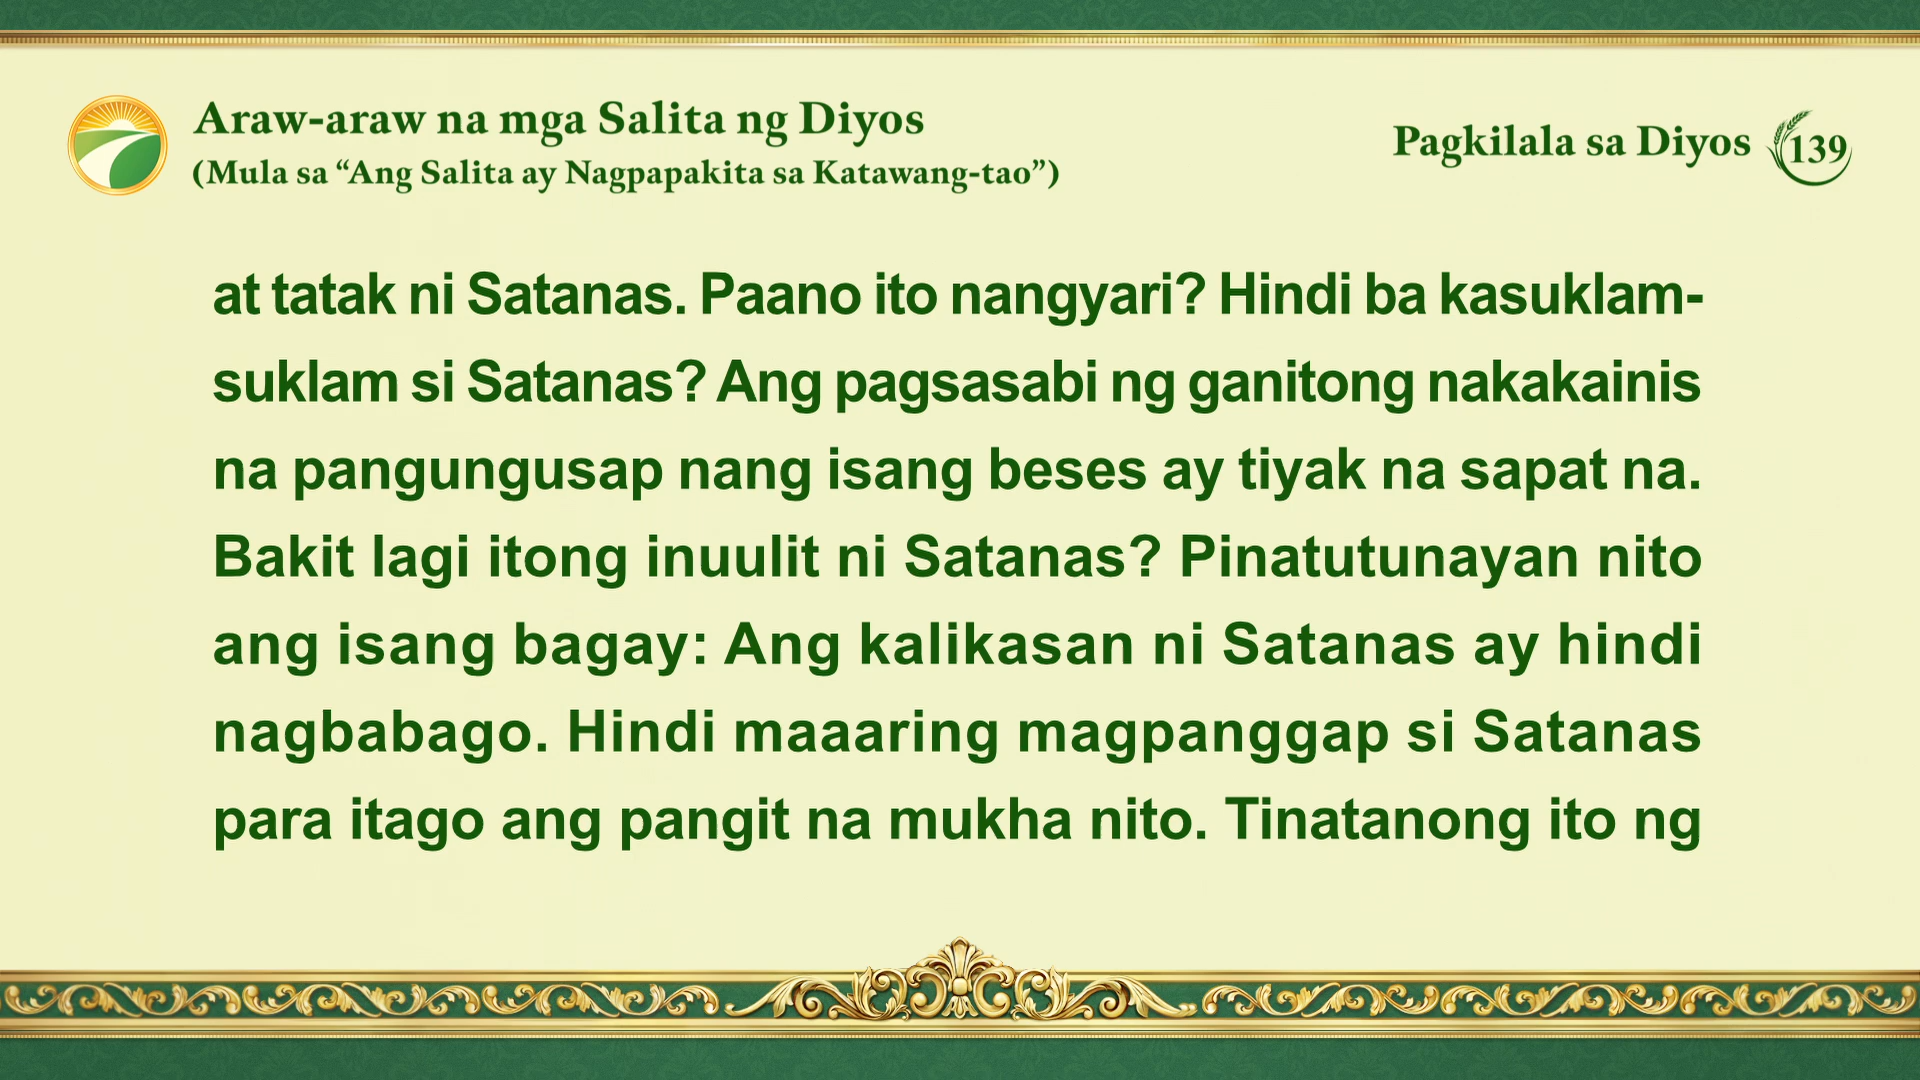 Araw-araw na mga Salita ng Diyos
(Mula sa “Ang Salita ay Nagpapakita sa Katawang-tao”)
Pagkilala sa Diyos 139
at tatak ni Satanas. Paano ito nangyari? Hindi ba kasuklam-
suklam si Satanas? Ang pagsasabi ng ganitong nakakainis
na pangungusap nang isang beses ay tiyak na sapat na.
Bakit lagi itong inuulit ni Satanas? Pinatutunayan nito
ang isang bagay: Ang kalikasan ni Satanas ay hindi
nagbabago. Hindi maaaring magpanggap si Satanas
para itago ang pangit na mukha nito. Tinatanong ito ng